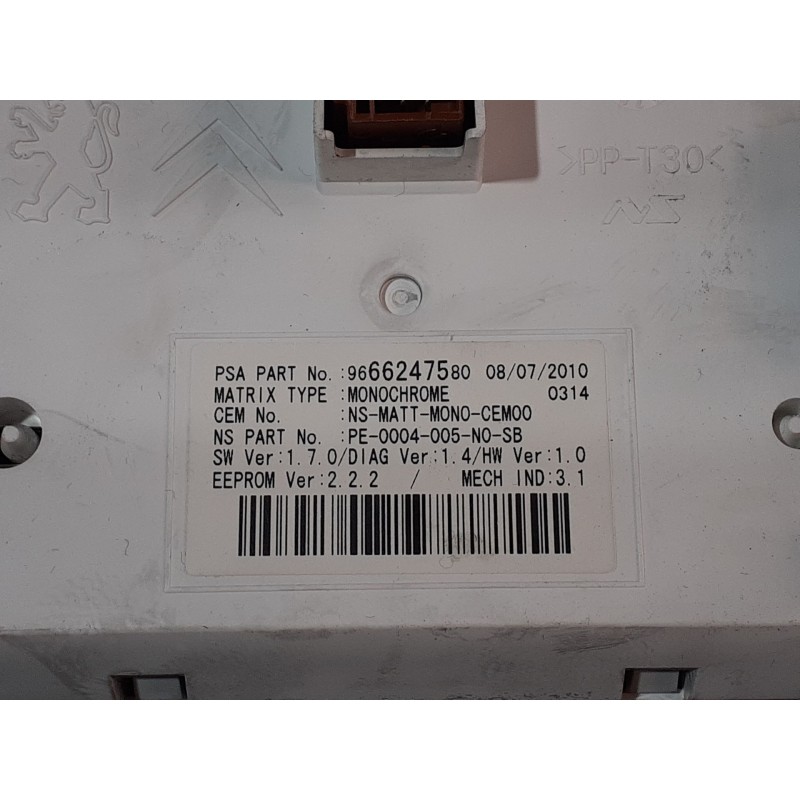 >PP-T30<
NS
PSA PART No. :9666247580 08/07/2010
MATRIX TYPE :MONOCHROME 0314
CEM No. :NS-MATT-MONO-CEM00
NS PART No. :PE-0004-005-N0-SB
SW Ver:1.7.0/DIAG Ver:1.4/HW Ver:1.0
EEPROM Ver:2.2.2 / MECH IND:3.1